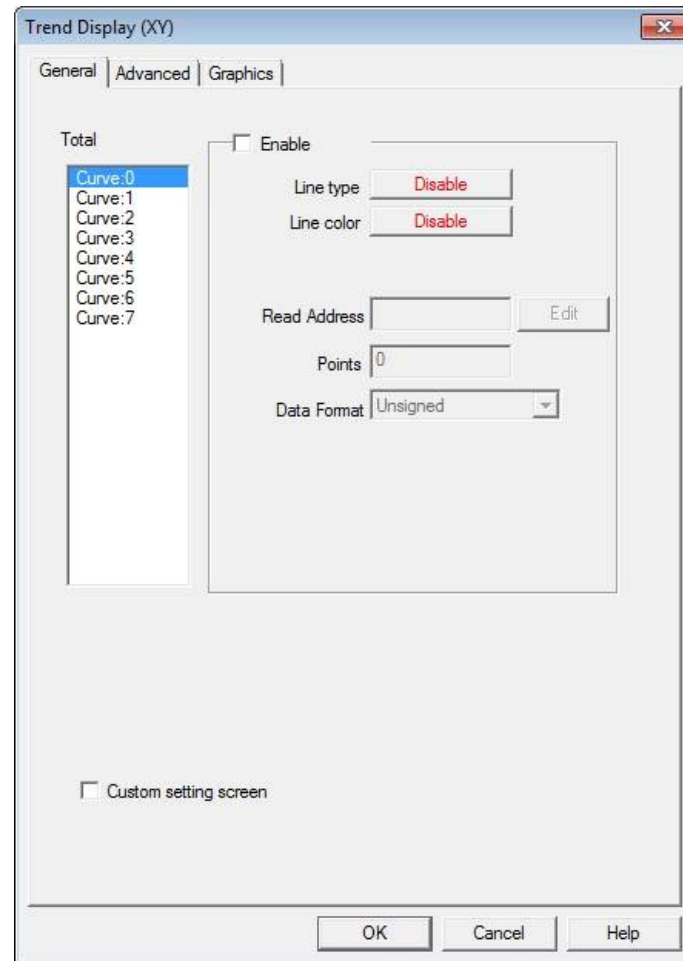 Trend Display (XY)
General Advanced Graphics
Total
Curve:0
Curve:1
Curve:2
Curve:3
Curve:4
Curve:5
Curve:6
Curve:7
Enable
Line type Disable
Line color Disable
Read Address Edit
Points 0
Data Format Unsigned
Custom setting screen
OK Cancel Help